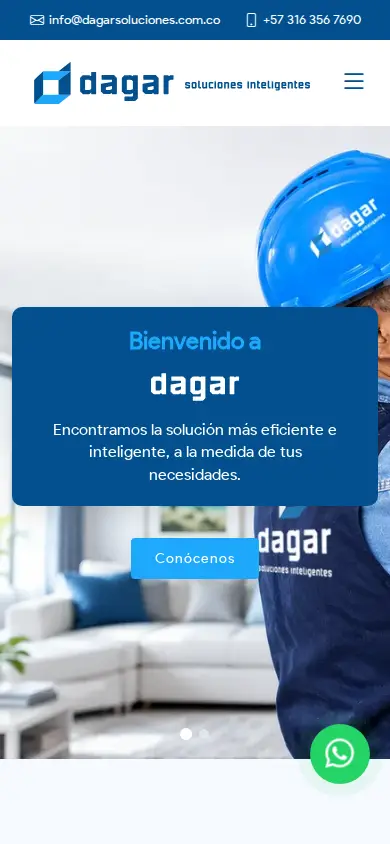 info@dagarsoluciones.com.co
+57 316 356 7690
dagar soluciones inteligentes
dagar
soluciones inteligentes
Bienvenido a
dagar
Encontramos la solución más eficiente e
inteligente, a la medida de tus
necesidades.
dagar
soluciones inteligentes
Conócenos